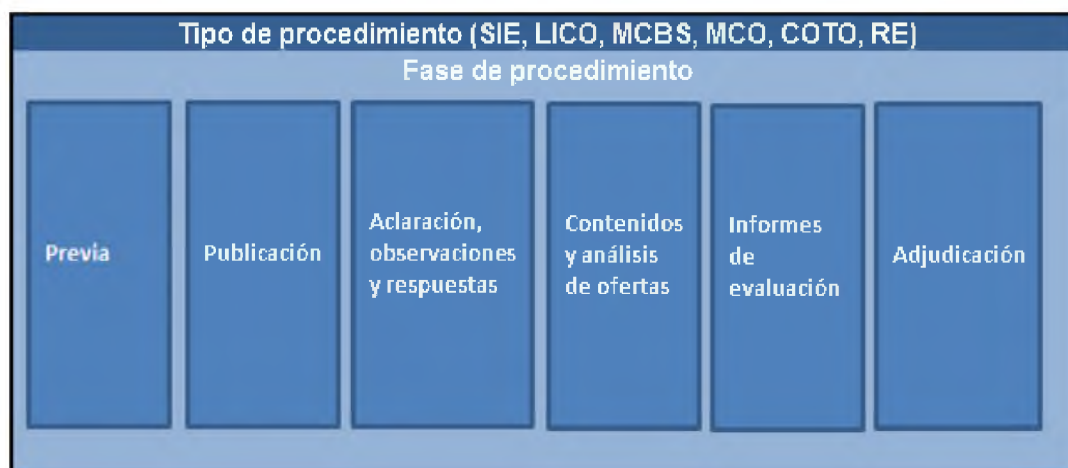 Tipo de procedimiento (SIE, LICO, MCBS, MCO, COTO, RE)
Fase de procedimiento
Previa
Publicación
Aclaración,
observaciones
y respuestas
Contenidos
y análisis
de ofertas
Informes
de
evaluación
Adjudicación